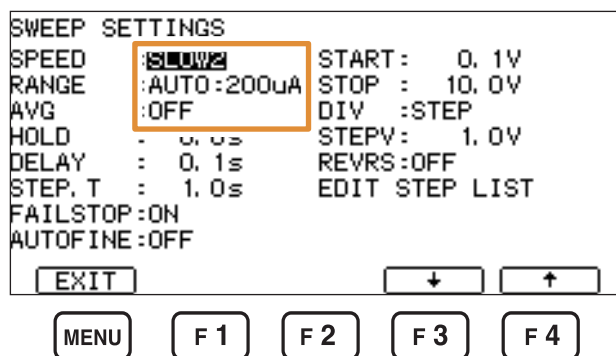 SWEEP SETTINGS
SPEED :SLOW2 START: 0.1V
RANGE :AUTO:200uA STOP : 10.0V
AVG :OFF DIV :STEP
HOLD : 0.0s STEPV: 1.0V
DELAY : 0.1s REVRS:OFF
STEP.T : 1.0s EDIT STEP LIST
FAILSTOP:ON
AUTOFINE:OFF
EXIT ↓ ↑
MENU F1 F2 F3 F4